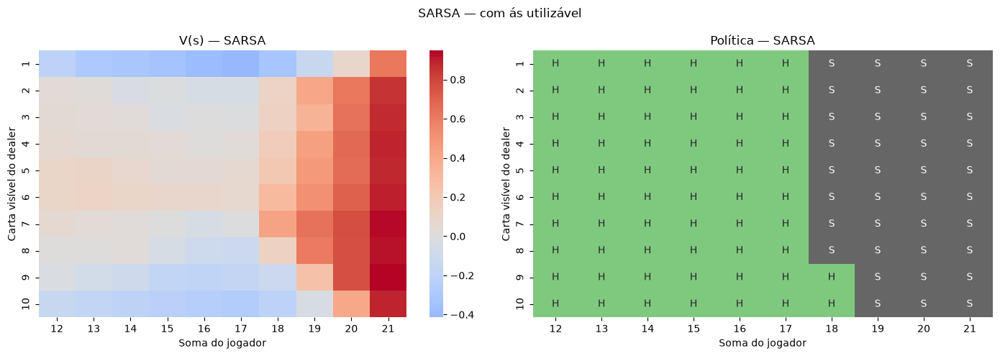 SARSA — com ás utilizável
V(s) — SARSA
Carta visível do dealer
1
2
3
4
5
6
7
8
9
10
12 13 14 15 16 17 18 19 20 21
Soma do jogador
0.8
0.6
0.4
0.2
0.0
−0.2
−0.4
Política — SARSA
Carta visível do dealer
1 H H H H H H S S S S
2 H H H H H H S S S S
3 H H H H H H S S S S
4 H H H H H H S S S S
5 H H H H H H S S S S
6 H H H H H H S S S S
7 H H H H H H S S S S
8 H H H H H H S S S S
9 H H H H H H H S S S
10 H H H H H H H S S S
12 13 14 15 16 17 18 19 20 21
Soma do jogador